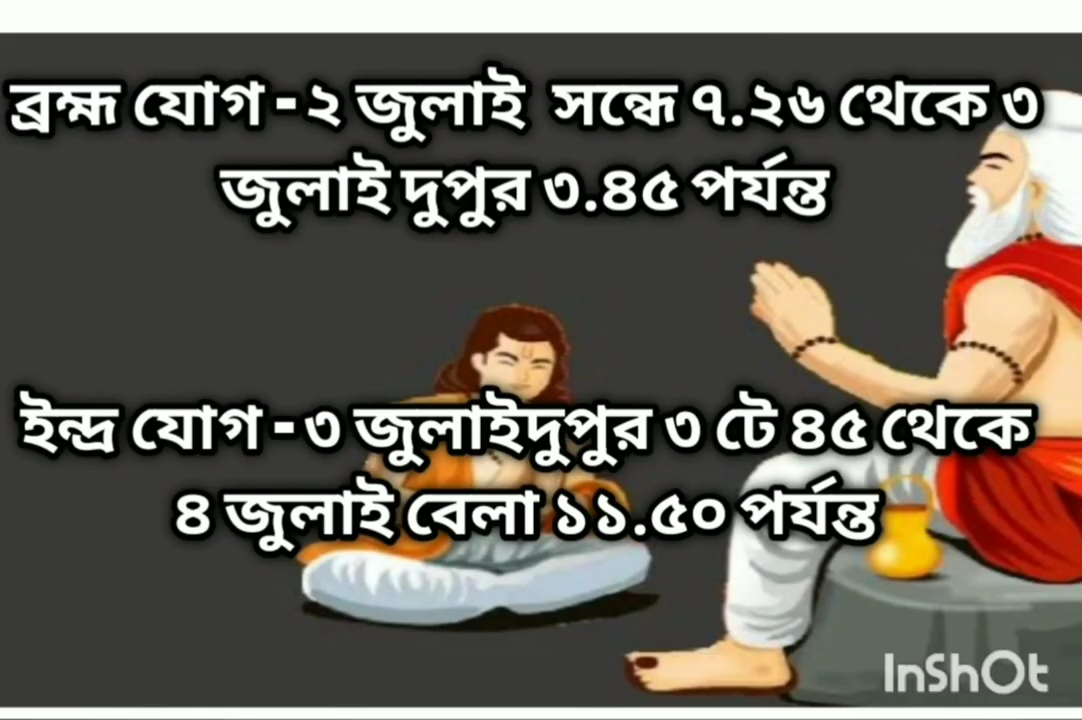 ব্রহ্ম যোগ - ২ জুলাই সন্ধে ৭.২৬ থেকে ৩
জুলাই দুপুর ৩.৪৫ পর্যন্ত
ইন্দ্র যোগ - ৩ জুলাইদুপুর ৩ টে ৪৫ থেকে
৪ জুলাই বেলা ১১.৫০ পর্যন্ত
InShOt